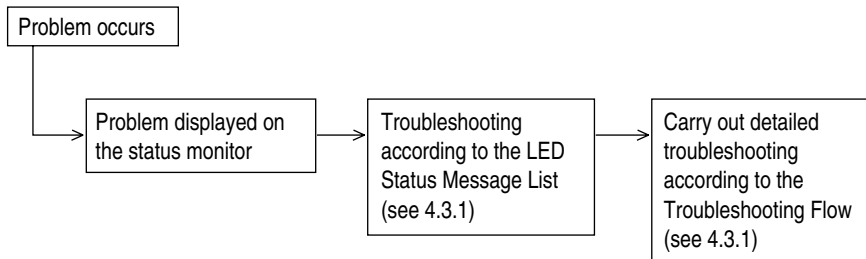 Problem occurs
Problem displayed on
the status monitor
Troubleshooting
according to the LED
Status Message List
(see 4.3.1)
Carry out detailed
troubleshooting
according to the
Troubleshooting Flow
(see 4.3.1)